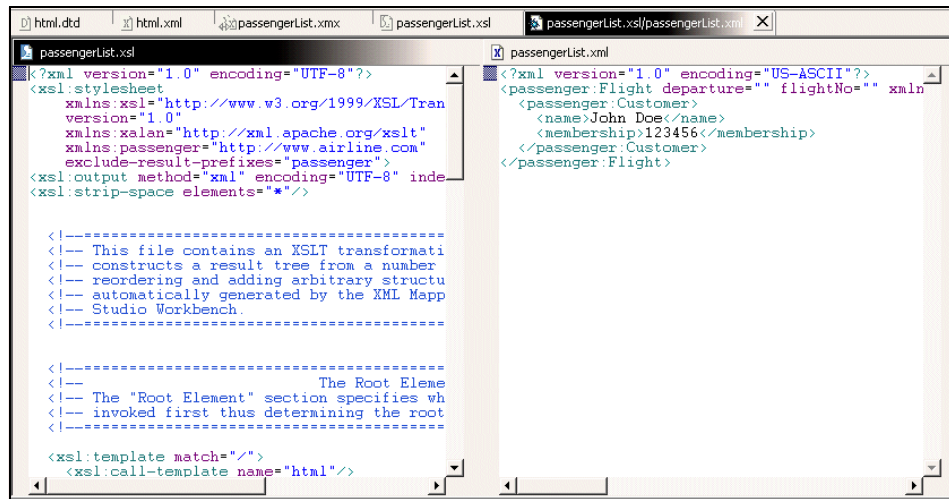 html.dtd html.xml passengerList.xmx passengerList.xsl passengerList.xsl/passengerList.xml
passengerList.xsl
<?xml version="1.0" encoding="UTF-8"?>
<xsl:stylesheet
xmlns:xsl="http://www.w3.org/1999/XSL/Tran
version="1.0"
xmlns:xalan="http://xml.apache.org/xslt"
xmlns:passenger="http://www.airline.com"
exclude-result-prefixes="passenger">
<xsl:output method="xml" encoding="UTF-8" inde
<xsl:strip-space elements="*"/>
<!--============================================
<!-- This file contains an XSLT transformati
<!-- constructs a result tree from a number
<!-- reordering and adding arbitrary structu
<!-- automatically generated by the XML Mapp
<!-- Studio Workbench.
<!--============================================
<!--============================================
<!-- The Root Eleme
<!-- The "Root Element" section specifies wh
<!-- invoked first thus determining the root
<!--============================================
<xsl:template match="/">
<xsl:call-template name="html"/>
passengerList.xml
<?xml version="1.0" encoding="US-ASCII"?>
<passenger:Flight departure="" flightNo="" xmln
<passenger:Customer>
<name>John Doe</name>
<membership>123456</membership>
</passenger:Customer>
</passenger:Flight>